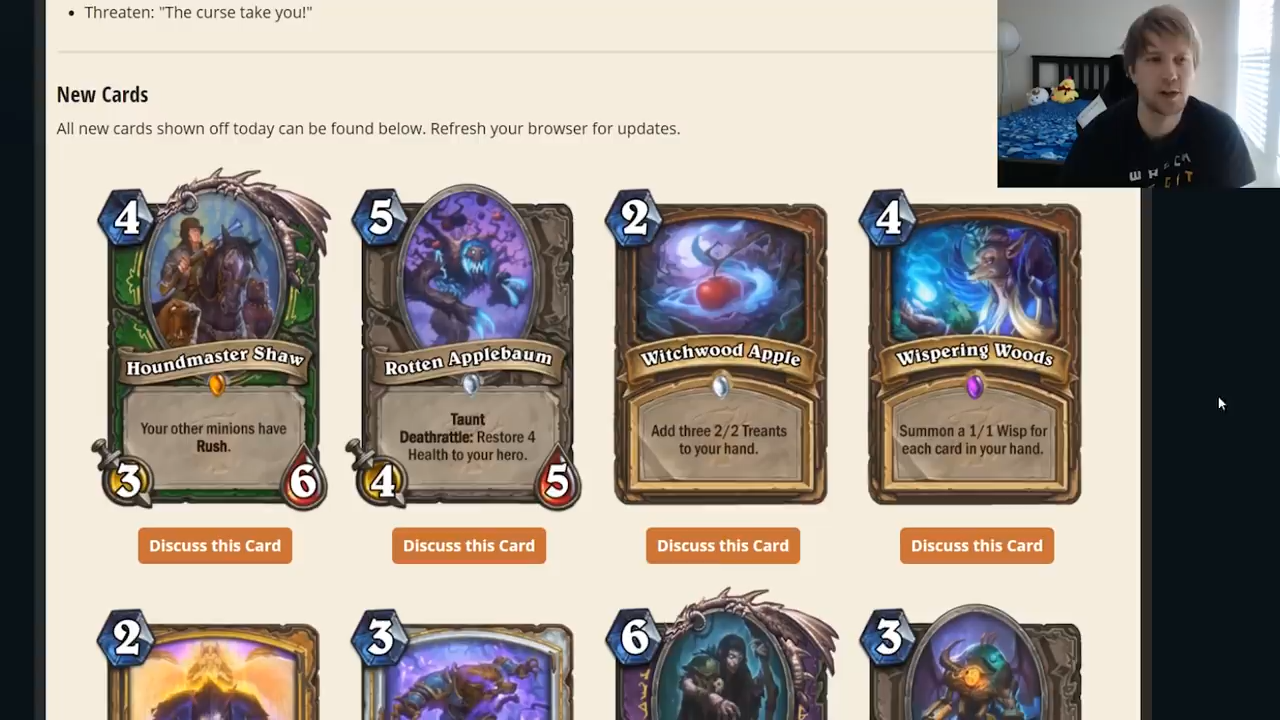 Threaten: "The curse take you!"
New Cards
All new cards shown off today can be found below. Refresh your browser for updates.
4
Houndmaster Shaw
Your other minions have
Rush.
3
6
5
Rotten Applebaum
Taunt
Deathrattle: Restore 4
Health to your hero.
4
5
2
Witchwood Apple
Add three 2/2 Treants
to your hand.
4
Wispering Woods
Summon a 1/1 Wisp for
each card in your hand.
Discuss this Card
Discuss this Card
Discuss this Card
Discuss this Card
2
3
6
3